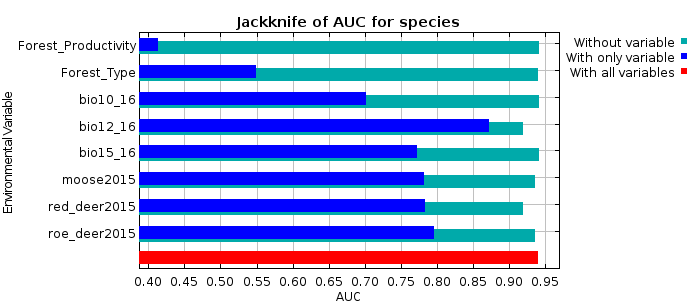 Jackknife of AUC for species
Forest_Productivity
Forest_Type
bio10_16
bio12_16
bio15_16
moose2015
red_deer2015
roe_deer2015
Environmental Variable
0.40 0.45 0.50 0.55 0.60 0.65 0.70 0.75 0.80 0.85 0.90 0.95
AUC
Without variable
With only variable
With all variables